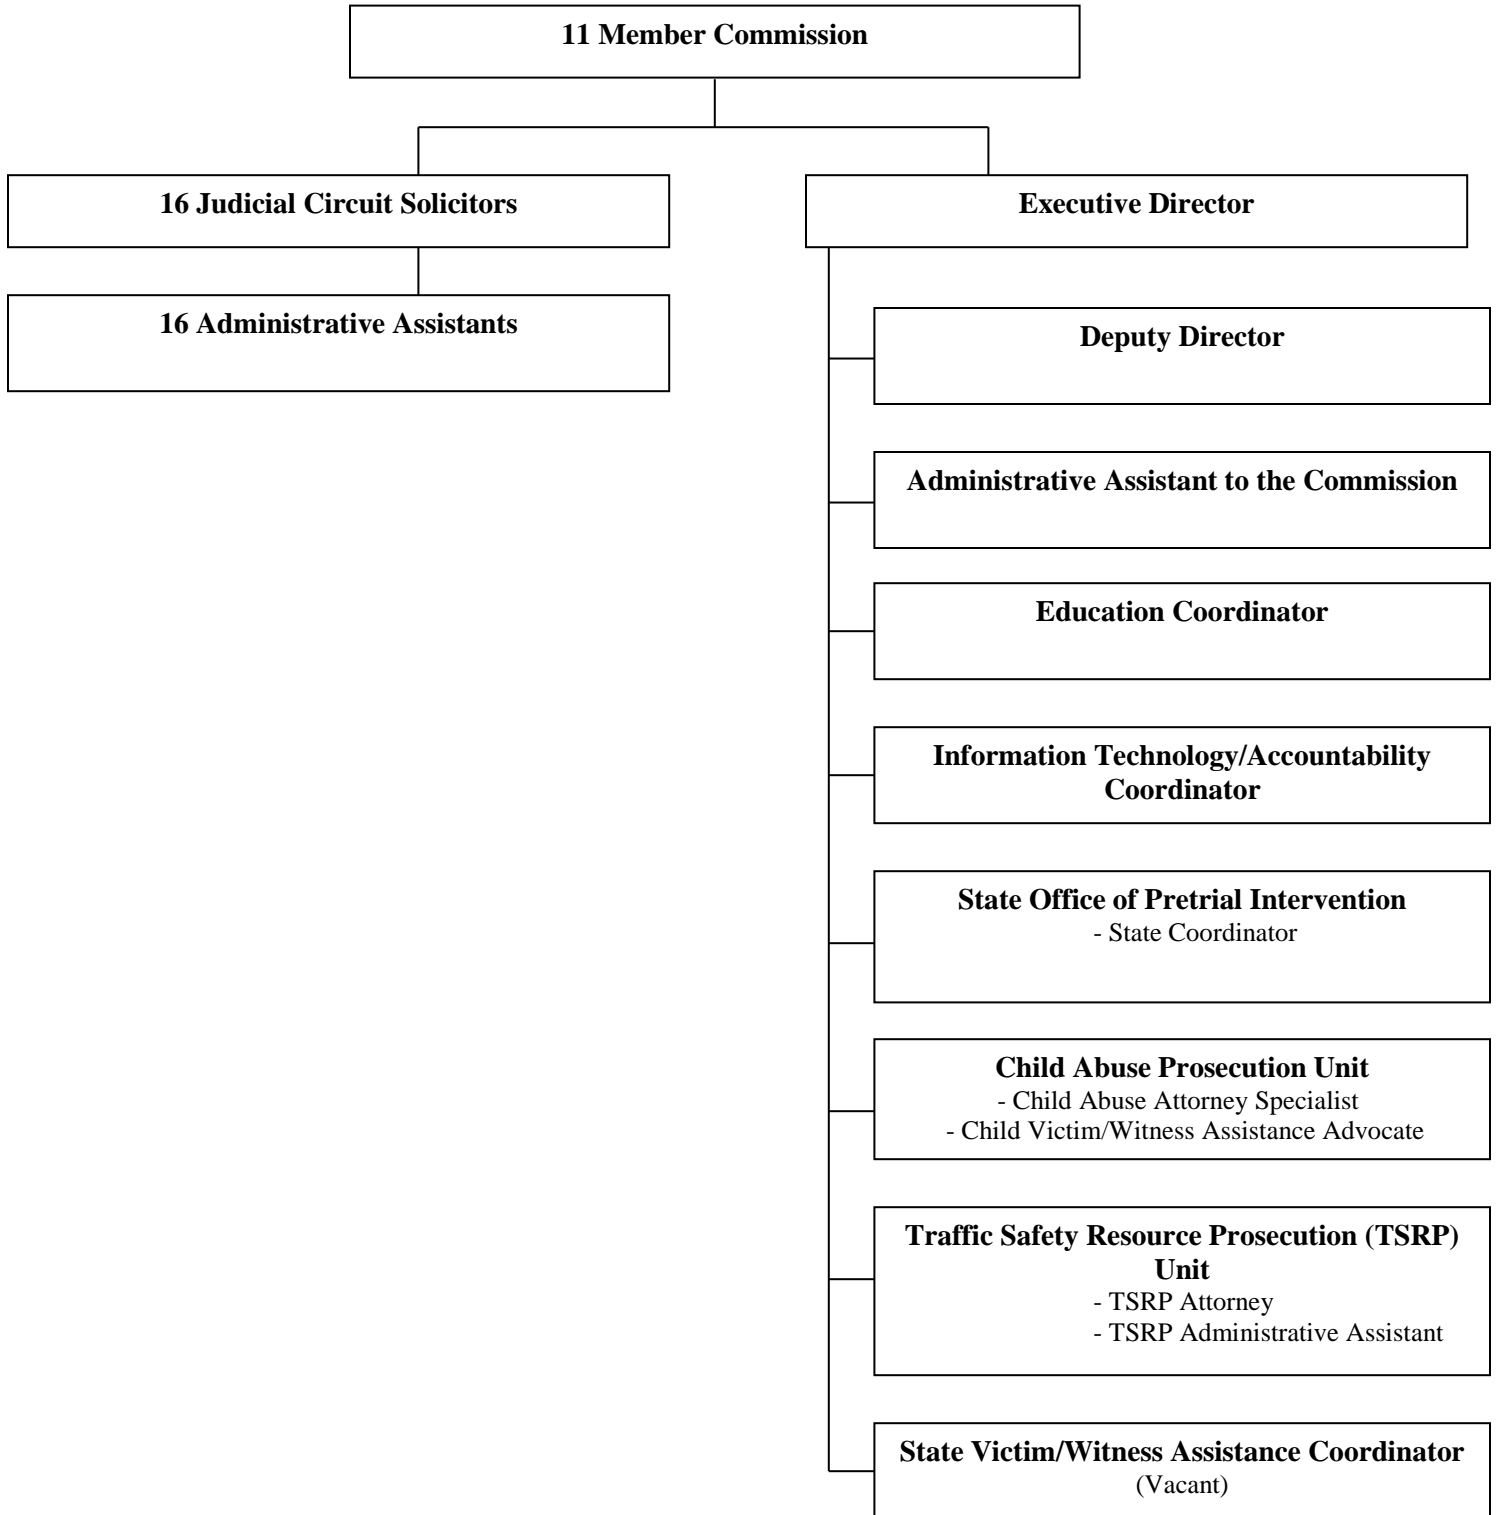 11 Member Commission
16 Judicial Circuit Solicitors
Executive Director
16 Administrative Assistants
Deputy Director
Administrative Assistant to the Commission
Education Coordinator
Information Technology/Accountability
Coordinator
State Office of Pretrial Intervention
- State Coordinator
Child Abuse Prosecution Unit
- Child Abuse Attorney Specialist
- Child Victim/Witness Assistance Advocate
Traffic Safety Resource Prosecution (TSRP)
Unit
- TSRP Attorney
- TSRP Administrative Assistant
State Victim/Witness Assistance Coordinator
(Vacant)